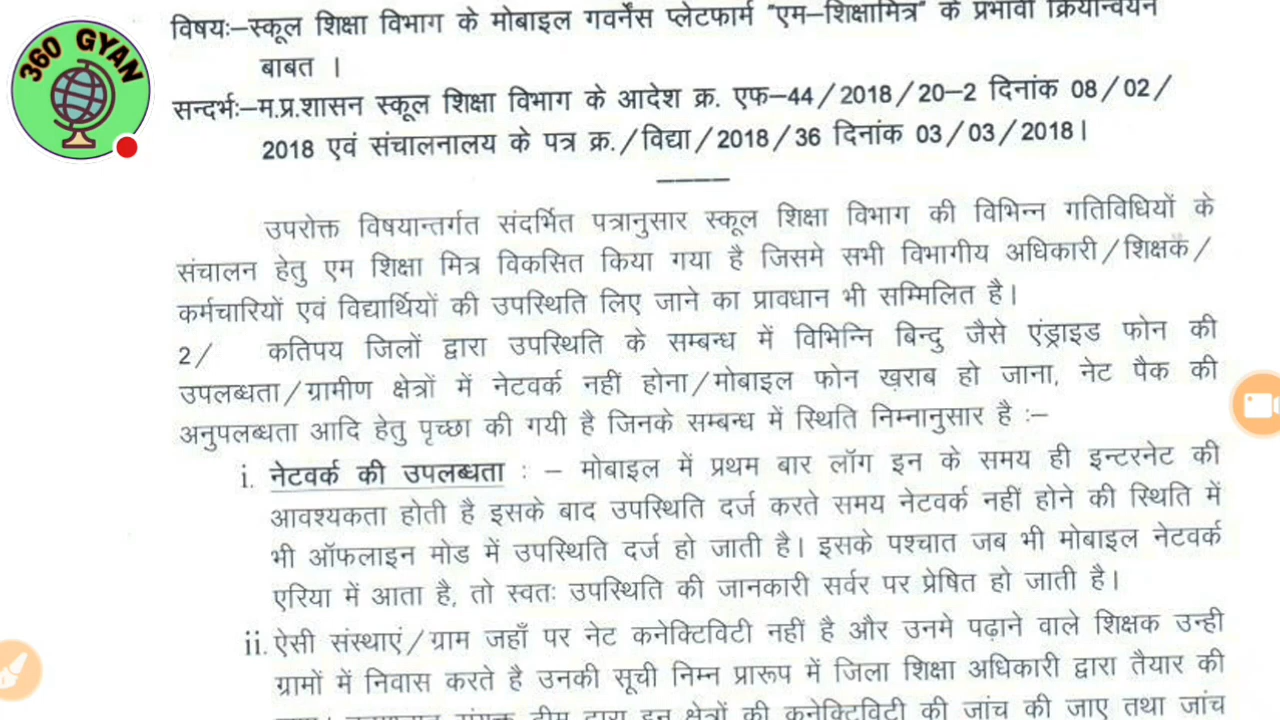 360 GYAN
विषयः–स्कूल शिक्षा विभाग के मोबाइल गवर्नेंस प्लेटफार्म "एम–शिक्षामित्र" के प्रभावी क्रियान्वयन
बाबत ।
सन्दर्भः–म.प्र.शासन स्कूल शिक्षा विभाग के आदेश क्र. एफ–44/2018/20–2 दिनांक 08/02/
2018 एवं संचालनालय के पत्र क्र./विद्या/2018/36 दिनांक 03/03/2018।
उपरोक्त विषयान्तर्गत संदर्भित पत्रानुसार स्कूल शिक्षा विभाग की विभिन्न गतिविधियों के
संचालन हेतु एम शिक्षा मित्र विकसित किया गया है जिसमे सभी विभागीय अधिकारी/शिक्षक/
कर्मचारियों एवं विद्यार्थियों की उपस्थिति लिए जाने का प्रावधान भी सम्मिलित है।
2/ कतिपय जिलों द्वारा उपस्थिति के सम्बन्ध में विभिन्नि बिन्दु जैसे एंड्राइड फोन की
उपलब्धता/ग्रामीण क्षेत्रों में नेटवर्क नहीं होना/मोबाइल फोन ख़राब हो जाना, नेट पैक की
अनुपलब्धता आदि हेतु पृच्छा की गयी है जिनके सम्बन्ध में स्थिति निम्नानुसार है :–
i. नेटवर्क की उपलब्धता : – मोबाइल में प्रथम बार लॉग इन के समय ही इन्टरनेट की
आवश्यकता होती है इसके बाद उपस्थिति दर्ज करते समय नेटवर्क नहीं होने की स्थिति में
भी ऑफलाइन मोड में उपस्थिति दर्ज हो जाती है। इसके पश्चात जब भी मोबाइल नेटवर्क
एरिया में आता है, तो स्वतः उपस्थिति की जानकारी सर्वर पर प्रेषित हो जाती है।
ii. ऐसी संस्थाएं/ग्राम जहाँ पर नेट कनेक्टिविटी नहीं है और उनमे पढ़ाने वाले शिक्षक उन्ही
ग्रामों में निवास करते है उनकी सूची निम्न प्रारूप में जिला शिक्षा अधिकारी द्वारा तैयार की
टीम द्वारा इन क्षेत्रों की कनेक्टिविटी की जांच की जाए तथा जांच